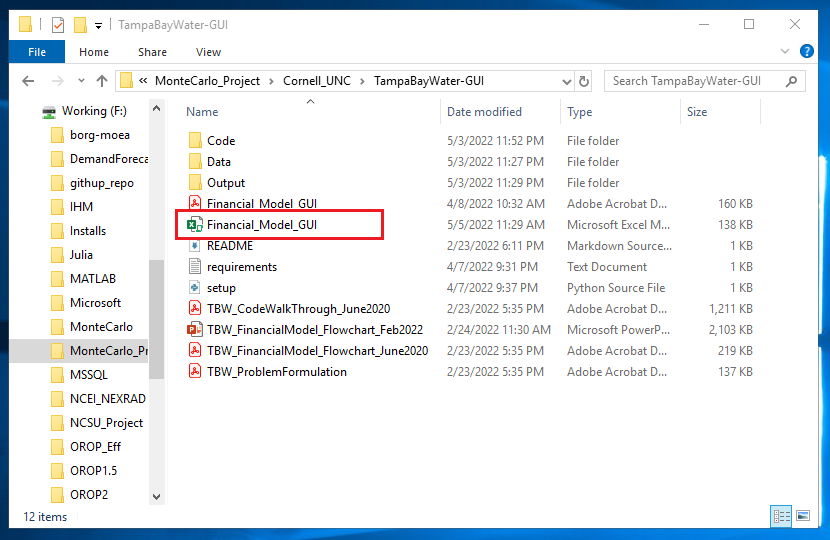 TampaBayWater-GUI
File Home Share View
« MonteCarlo_Project > Cornell_UNC > TampaBayWater-GUI
Search TampaBayWater-GUI
Working (F:)
borg-moea
DemandForeca
githup_repo
IHM
Installs
Julia
MATLAB
Microsoft
MonteCarlo
MonteCarlo_Pr
MSSQL
NCEI_NEXRAD
NCSU_Project
OROP_Eff
OROP1.5
OROP2
Name Date modified Type Size
Code 5/3/2022 11:52 PM File folder
Data 5/3/2022 11:27 PM File folder
Output 5/3/2022 11:29 PM File folder
Financial_Model_GUI 4/8/2022 10:32 AM Adobe Acrobat D... 160 KB
Financial_Model_GUI 5/5/2022 11:29 AM Microsoft Excel M... 138 KB
README 2/23/2022 6:11 PM Markdown Source... 1 KB
requirements 4/7/2022 9:31 PM Text Document 1 KB
setup 4/7/2022 9:37 PM Python Source File 1 KB
TBW_CodeWalkThrough_June2020 2/23/2022 5:35 PM Adobe Acrobat D... 1,211 KB
TBW_FinancialModel_Flowchart_Feb2022 2/24/2022 11:30 AM Microsoft PowerP... 2,103 KB
TBW_FinancialModel_Flowchart_June2020 2/23/2022 5:35 PM Adobe Acrobat D... 219 KB
TBW_ProblemFormulation 2/23/2022 5:35 PM Adobe Acrobat D... 137 KB
12 items